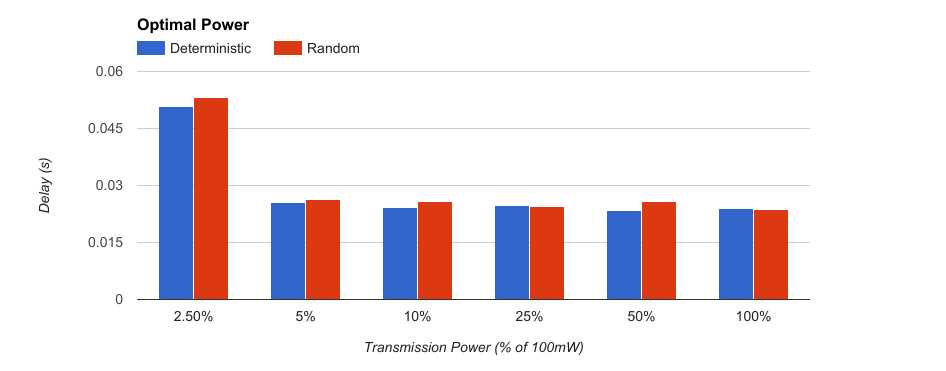 Optimal Power
Deterministic Random
0.06
0.045
0.03
0.015
0
Delay (s)
2.50% 5% 10% 25% 50% 100%
Transmission Power (% of 100mW)